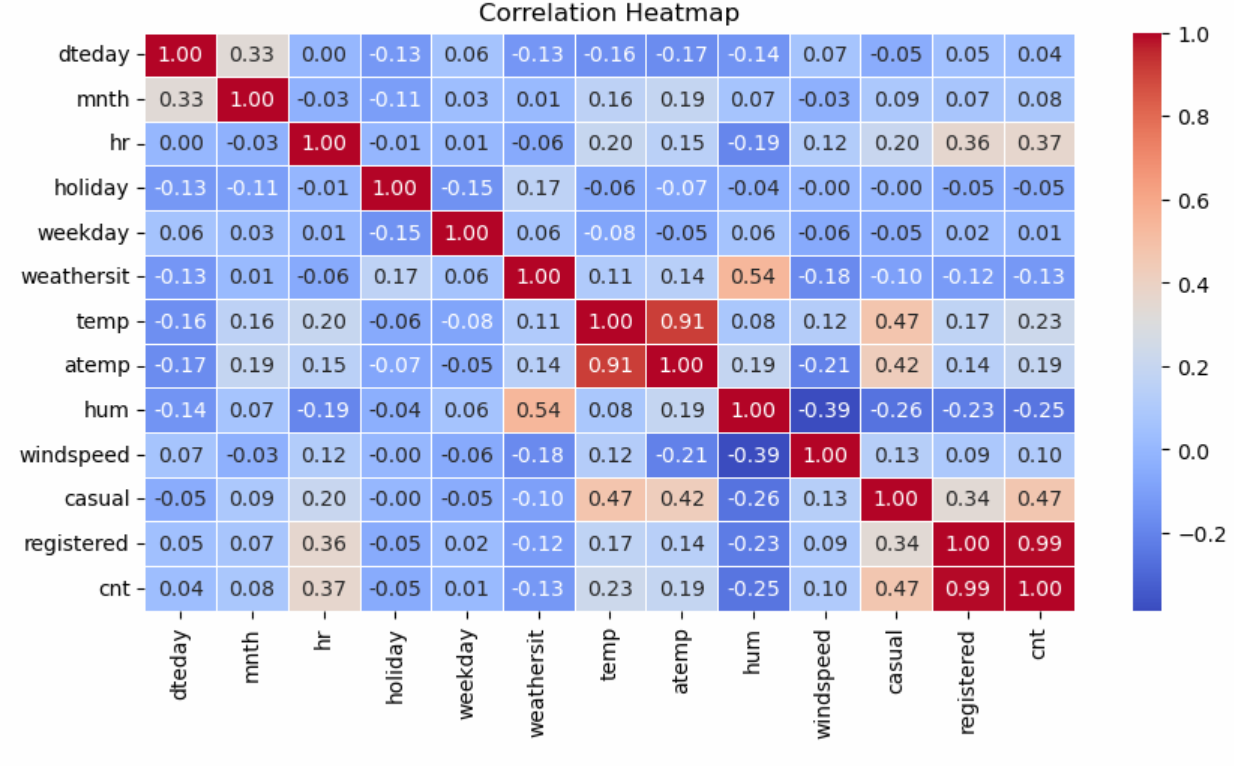 Correlation Heatmap
dteday 1.00 0.33 0.00 -0.13 0.06 -0.13 -0.16 -0.17 -0.14 0.07 -0.05 0.05 0.04
mnth 0.33 1.00 -0.03 -0.11 0.03 0.01 0.16 0.19 0.07 -0.03 0.09 0.07 0.08
hr 0.00 -0.03 1.00 -0.01 0.01 -0.06 0.20 0.15 -0.19 0.12 0.20 0.36 0.37
holiday -0.13 -0.11 -0.01 1.00 -0.15 0.17 -0.06 -0.07 -0.04 -0.00 -0.00 -0.05 -0.05
weekday 0.06 0.03 0.01 -0.15 1.00 0.06 -0.08 -0.05 0.06 -0.06 -0.05 0.02 0.01
weathersit -0.13 0.01 -0.06 0.17 0.06 1.00 0.11 0.14 0.54 -0.18 -0.10 -0.12 -0.13
temp -0.16 0.16 0.20 -0.06 -0.08 0.11 1.00 0.91 0.08 0.12 0.47 0.17 0.23
atemp -0.17 0.19 0.15 -0.07 -0.05 0.14 0.91 1.00 0.19 -0.21 0.42 0.14 0.19
hum -0.14 0.07 -0.19 -0.04 0.06 0.54 0.08 0.19 1.00 -0.39 -0.26 -0.23 -0.25
windspeed 0.07 -0.03 0.12 -0.00 -0.06 -0.18 0.12 -0.21 -0.39 1.00 0.13 0.09 0.10
casual -0.05 0.09 0.20 -0.00 -0.05 -0.10 0.47 0.42 -0.26 0.13 1.00 0.34 0.47
registered 0.05 0.07 0.36 -0.05 0.02 -0.12 0.17 0.14 -0.23 0.09 0.34 1.00 0.99
cnt 0.04 0.08 0.37 -0.05 0.01 -0.13 0.23 0.19 -0.25 0.10 0.47 0.99 1.00
dteday mnth hr holiday weekday weathersit temp atemp hum windspeed casual registered cnt
1.0
0.8
0.6
0.4
0.2
0.0
−0.2